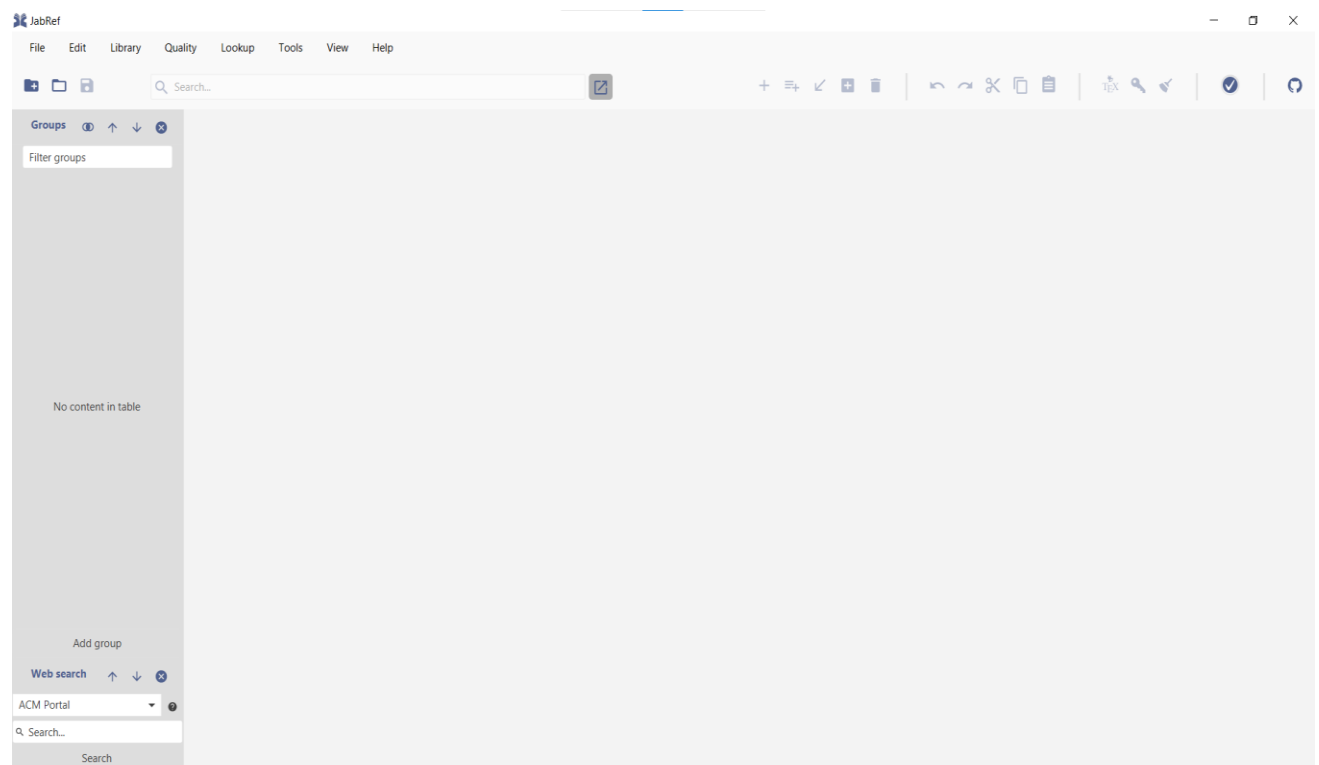 JabRef
File Edit Library Quality Lookup Tools View Help
Search...
TEX
Groups
Filter groups
No content in table
Add group
Web search
ACM Portal
Search...
Search